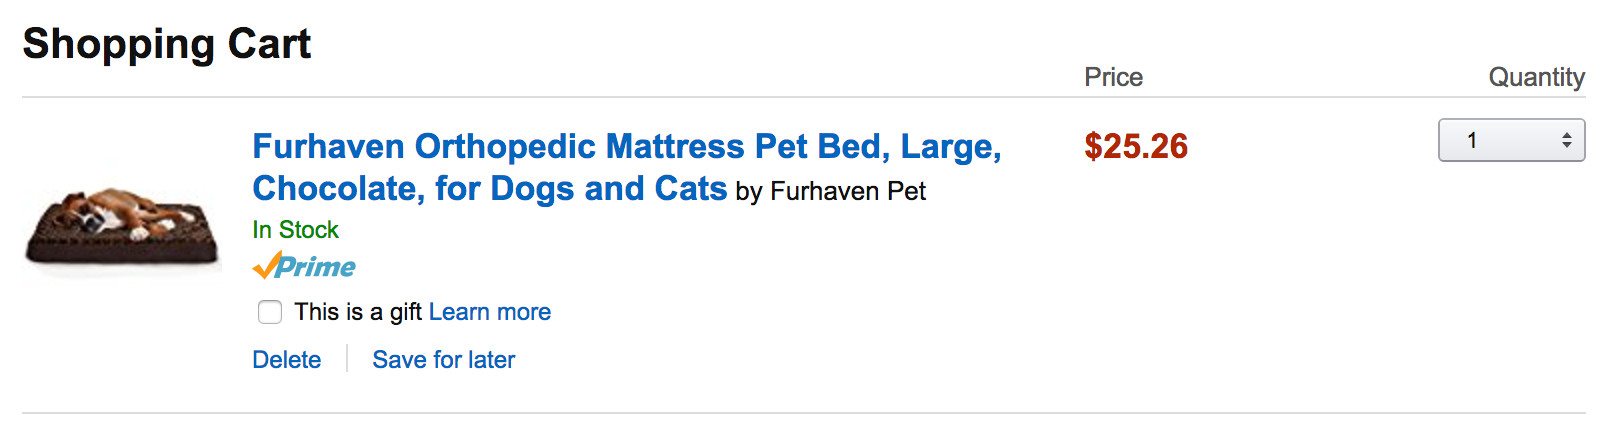 Shopping Cart
Price Quantity
Furhaven Orthopedic Mattress Pet Bed, Large, $25.26 1
Chocolate, for Dogs and Cats by Furhaven Pet
In Stock
Prime
This is a gift Learn more
Delete Save for later